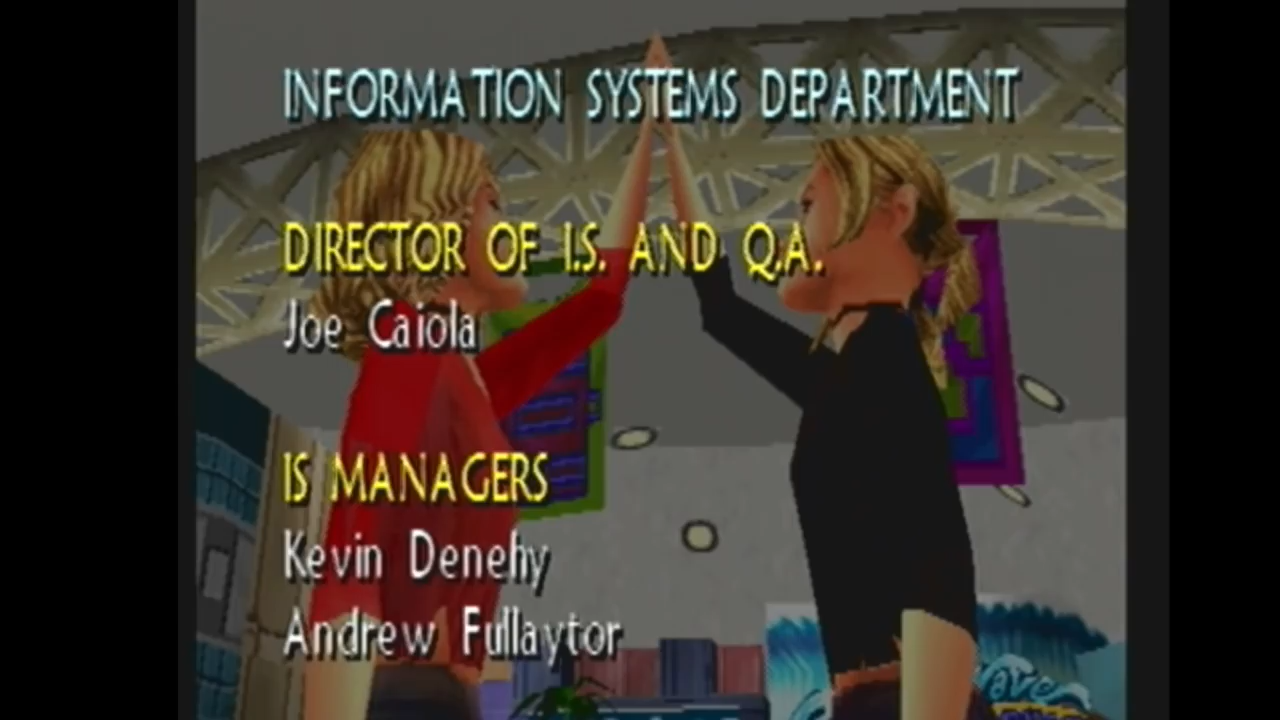 INFORMATION SYSTEMS DEPARTMENT
DIRECTOR OF I.S. AND Q.A.
Joe Caiola
IS MANAGERS
Kevin Denehy
Andrew Fullaytor